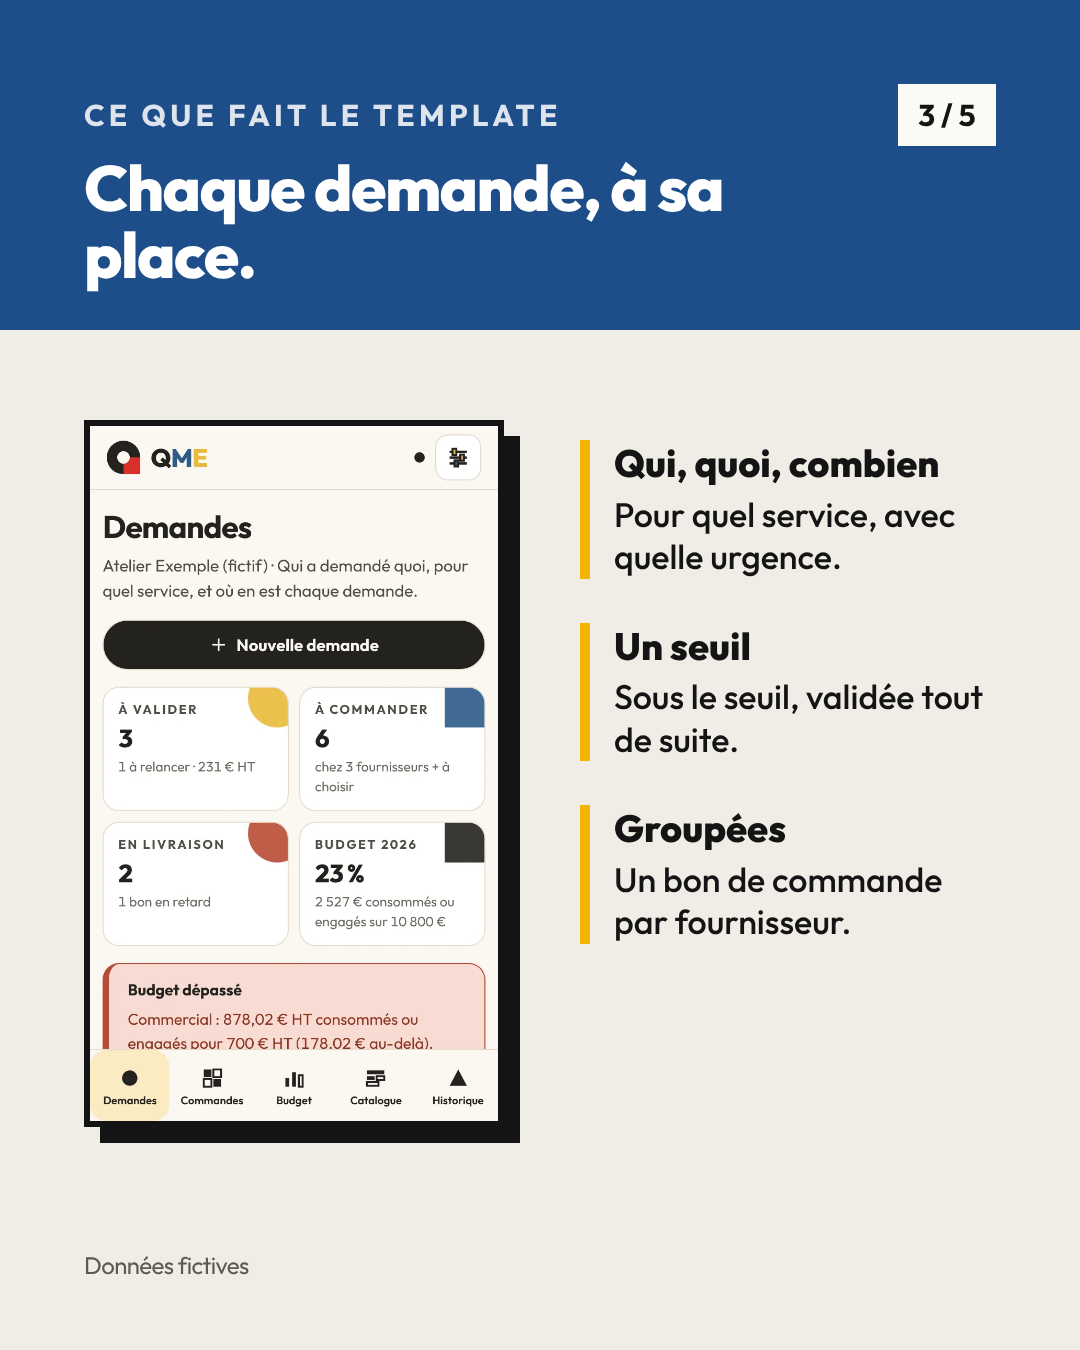 CE QUE FAIT LE TEMPLATE
3 / 5
Chaque demande, à sa
place.
QME
Demandes
Atelier Exemple (fictif) · Qui a demandé quoi, pour
quel service, et où en est chaque demande.
+ Nouvelle demande
À VALIDER
3
1 à relancer · 231 € HT
À COMMANDER
6
chez 3 fournisseurs + à
choisir
EN LIVRAISON
2
1 bon en retard
BUDGET 2026
23 %
2 527 € consommés ou
engagés sur 10 800 €
Budget dépassé
Commercial : 878,02 € HT consommés ou
engagés pour 700 € HT (178,02 € au-delà).
Demandes
Commandes
Budget
Catalogue
Historique
Qui, quoi, combien
Pour quel service, avec
quelle urgence.
Un seuil
Sous le seuil, validée tout
de suite.
Groupées
Un bon de commande
par fournisseur.
Données fictives